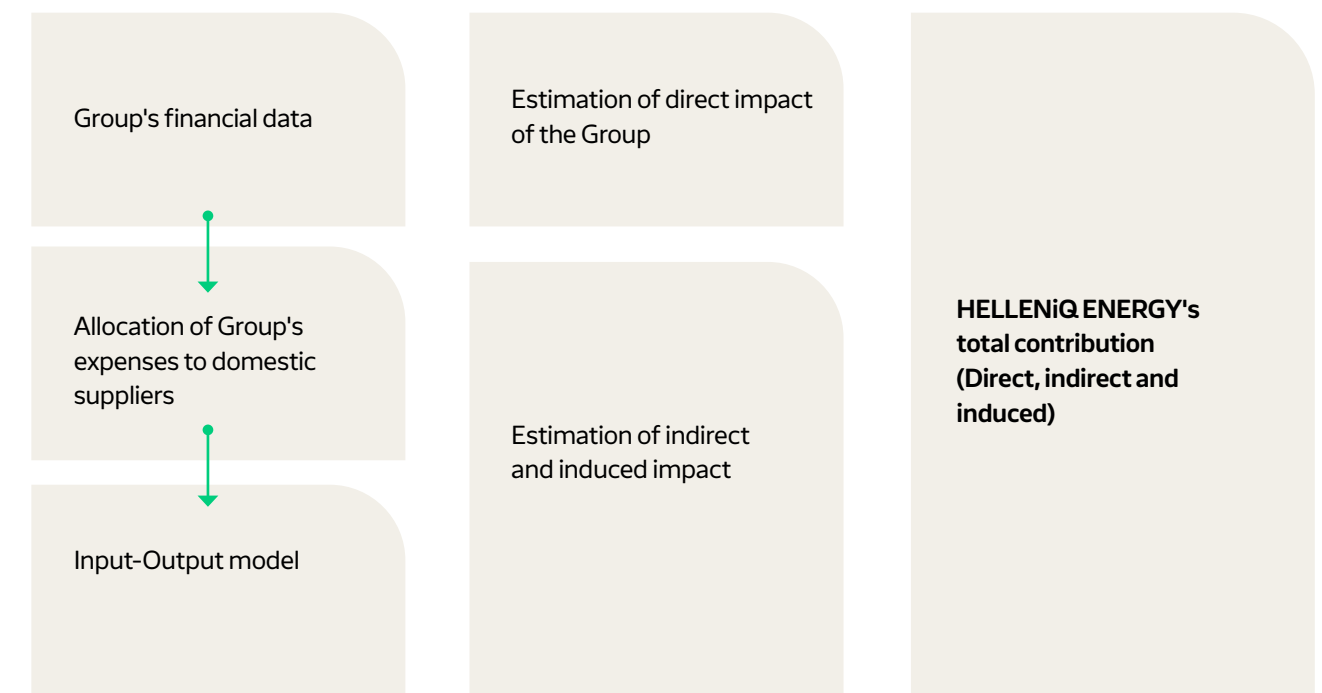 Group's financial data
Allocation of Group's
expenses to domestic
suppliers
Input-Output model
Estimation of direct impact
of the Group
Estimation of indirect
and induced impact
HELLENiQ ENERGY's
total contribution
(Direct, indirect and
induced)